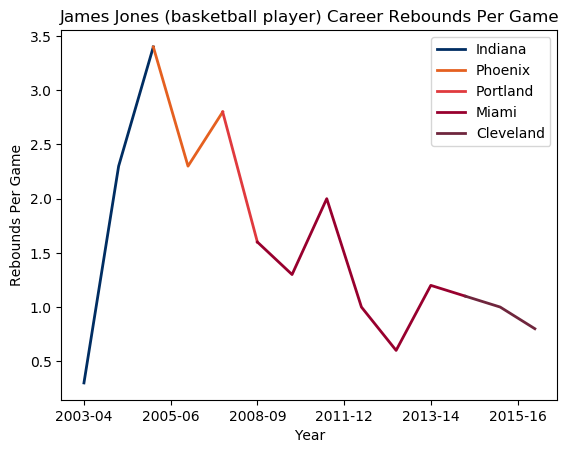 James Jones (basketball player) Career Rebounds Per Game
3.5
3.0
2.5
2.0
1.5
1.0
0.5
Rebounds Per Game
Indiana
Phoenix
Portland
Miami
Cleveland
2003-04
2005-06
2008-09
2011-12
2013-14
2015-16
Year